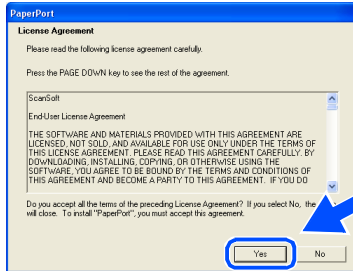 PaperPort
License Agreement
Please read the following license agreement carefully.
Press the PAGE DOWN key to see the rest of the agreement.
ScanSoft
End-User License Agreement
THE SOFTWARE AND MATERIALS PROVIDED WITH THIS AGREEMENT ARE
LICENSED, NOT SOLD, AND AVAILABLE FOR USE ONLY UNDER THE TERMS OF
THIS LICENSE AGREEMENT. PLEASE READ THIS AGREEMENT CAREFULLY. BY
DOWNLOADING, INSTALLING, COPYING, OR OTHERWISE USING THE
SOFTWARE, YOU AGREE TO BE BOUND BY THE TERMS AND CONDITIONS OF
THIS AGREEMENT AND BECOME A PARTY TO THIS AGREEMENT. IF YOU DO
Do you accept all the terms of the preceding License Agreement? If you select No, the
will close. To install "PaperPort", you must accept this agreement.
Yes No